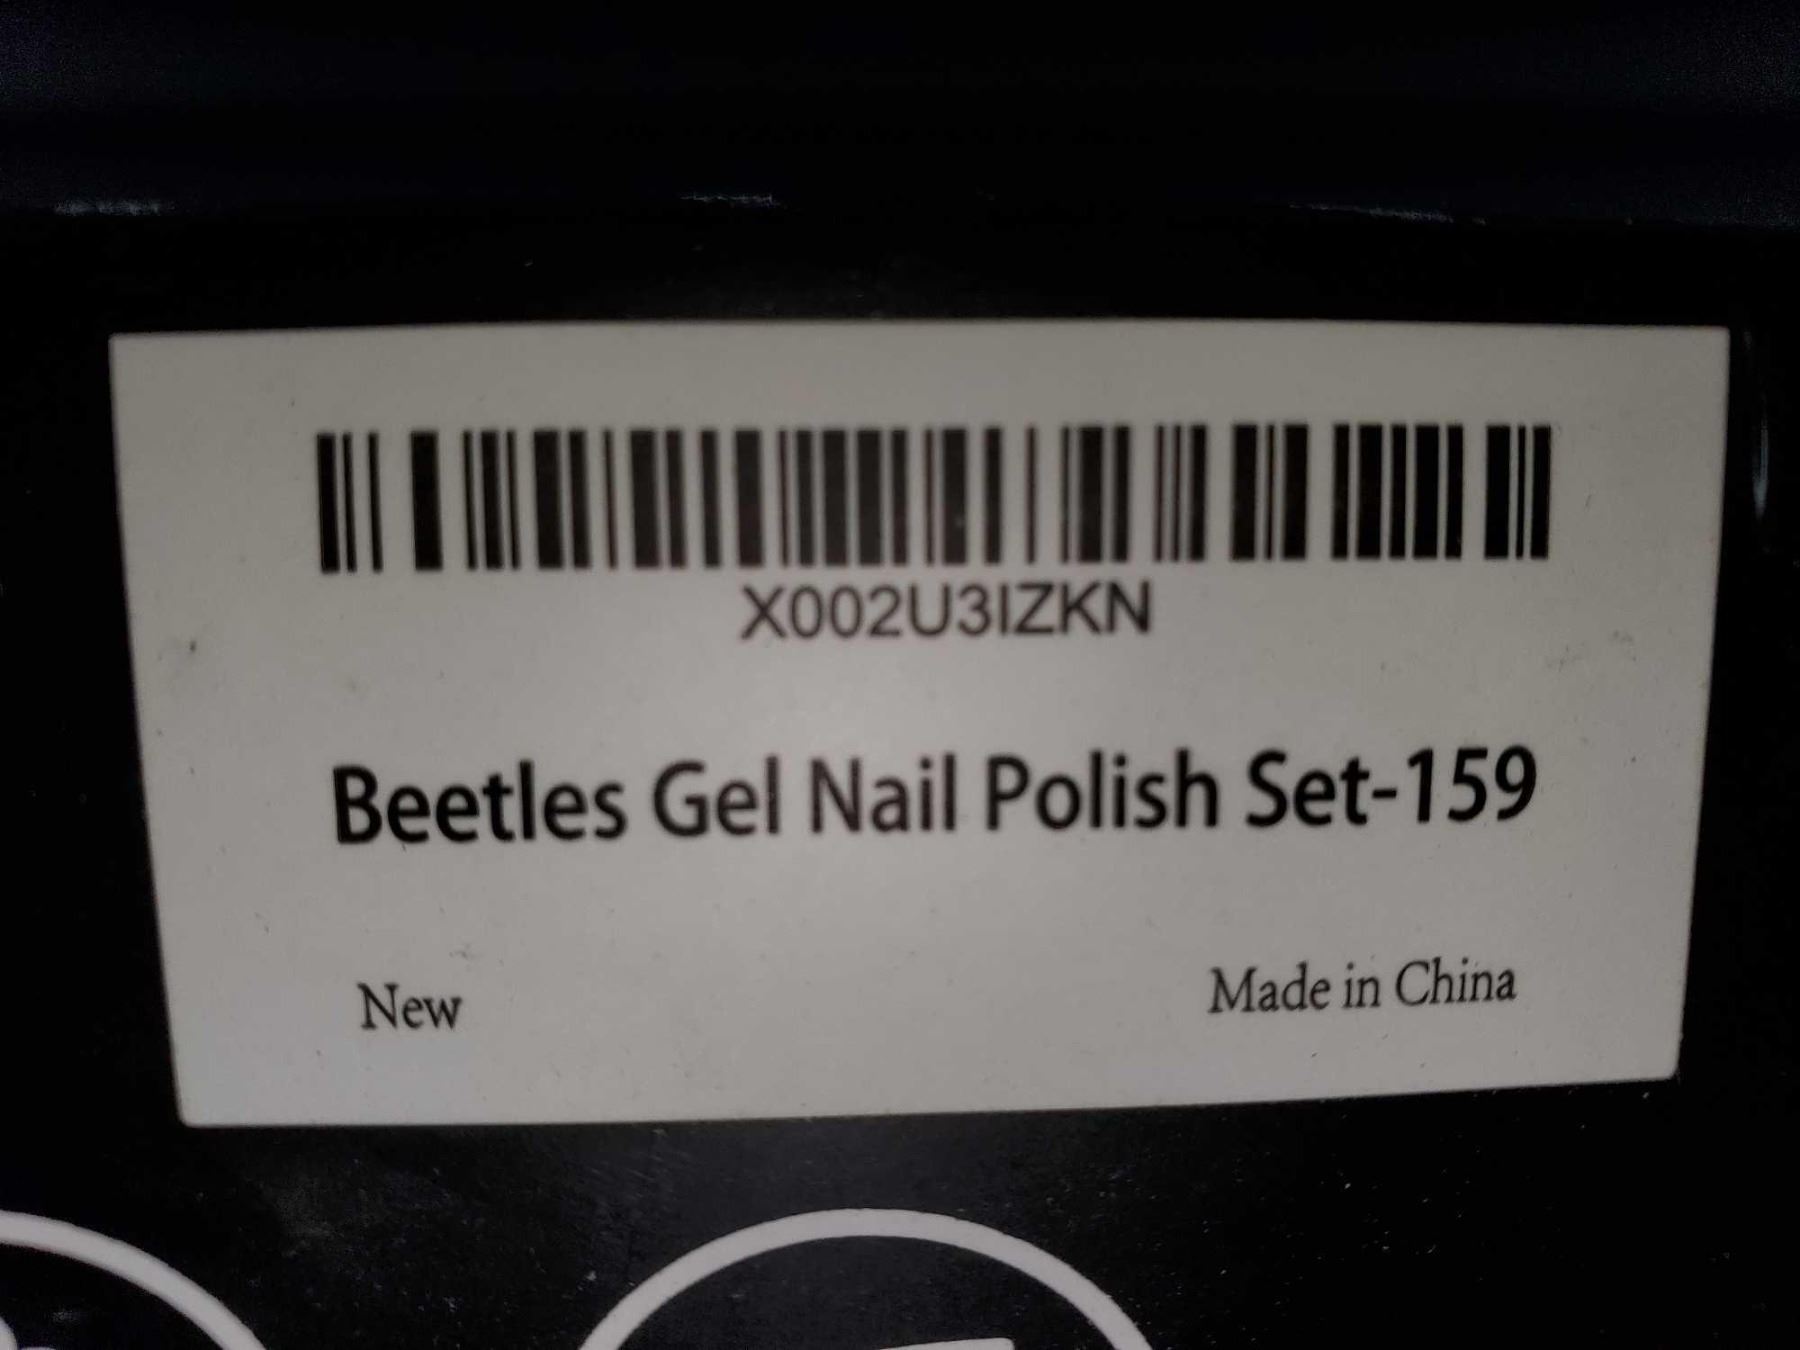 X002U3IZKN
Beetles Gel Nail Polish Set-159
New
Made in China